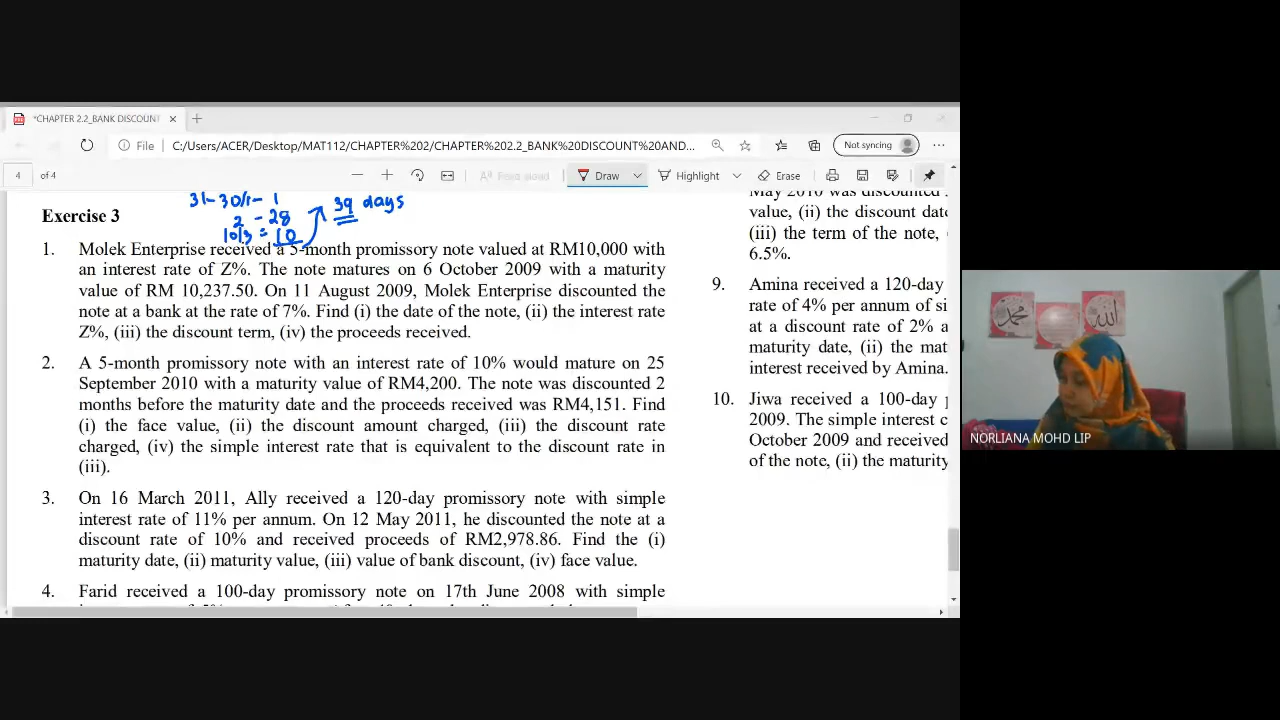 *CHAPTER 2.2_BANK DISCOUNT
File
C:/Users/ACER/Desktop/MAT112/CHAPTER%202/CHAPTER%202.2_BANK%20DISCOUNT%20AND...
Not syncing
4 of 4
Read aloud
Draw
Highlight
Erase
31-30/1- 1
2 - 28
10/3 = 10
39 days
Exercise 3
1. Molek Enterprise received a 5-month promissory note valued at RM10,000 with
an interest rate of Z%. The note matures on 6 October 2009 with a maturity
value of RM 10,237.50. On 11 August 2009, Molek Enterprise discounted the
note at a bank at the rate of 7%. Find (i) the date of the note, (ii) the interest rate
Z%, (iii) the discount term, (iv) the proceeds received.
2. A 5-month promissory note with an interest rate of 10% would mature on 25
September 2010 with a maturity value of RM4,200. The note was discounted 2
months before the maturity date and the proceeds received was RM4,151. Find
(i) the face value, (ii) the discount amount charged, (iii) the discount rate
charged, (iv) the simple interest rate that is equivalent to the discount rate in
(iii).
3. On 16 March 2011, Ally received a 120-day promissory note with simple
interest rate of 11% per annum. On 12 May 2011, he discounted the note at a
discount rate of 10% and received proceeds of RM2,978.86. Find the (i)
maturity date, (ii) maturity value, (iii) value of bank discount, (iv) face value.
4. Farid received a 100-day promissory note on 17th June 2008 with simple
May 2010 was discounted
value, (ii) the discount date
(iii) the term of the note,
6.5%.
9. Amina received a 120-day
rate of 4% per annum of si
at a discount rate of 2% a
maturity date, (ii) the mat
interest received by Amina.
10. Jiwa received a 100-day
2009. The simple interest c
October 2009 and received
of the note, (ii) the maturity
NORLIANA MOHD LIP
محمد
الله